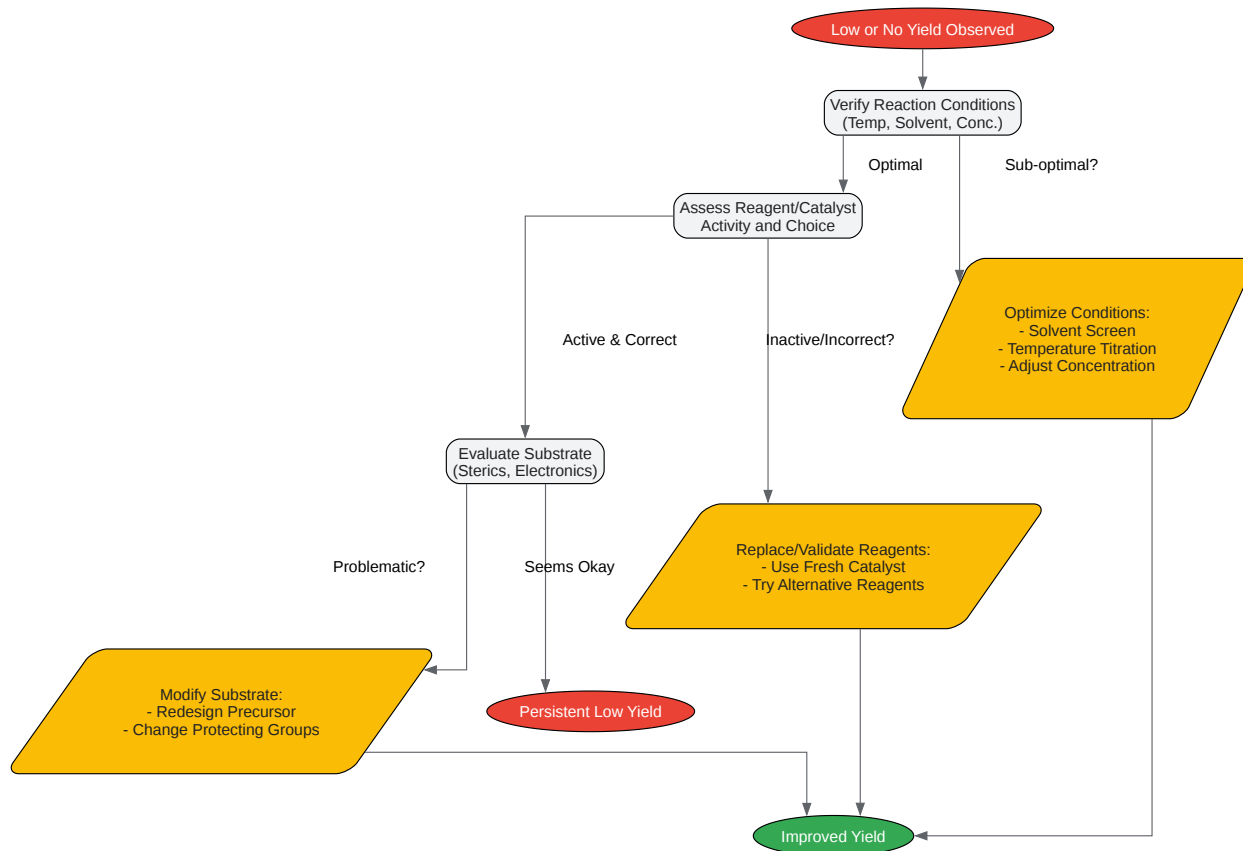 Low or No Yield Observed
Verify Reaction Conditions
(Temp, Solvent, Conc.)
Optimal
Sub-optimal?
Assess Reagent/Catalyst
Activity and Choice
Optimize Conditions:
- Solvent Screen
- Temperature Titration
- Adjust Concentration
Active & Correct
Inactive/Incorrect?
Evaluate Substrate
(Sterics, Electronics)
Replace/Validate Reagents:
- Use Fresh Catalyst
- Try Alternative Reagents
Problematic?
Seems Okay
Modify Substrate:
- Redesign Precursor
- Change Protecting Groups
Persistent Low Yield
Improved Yield